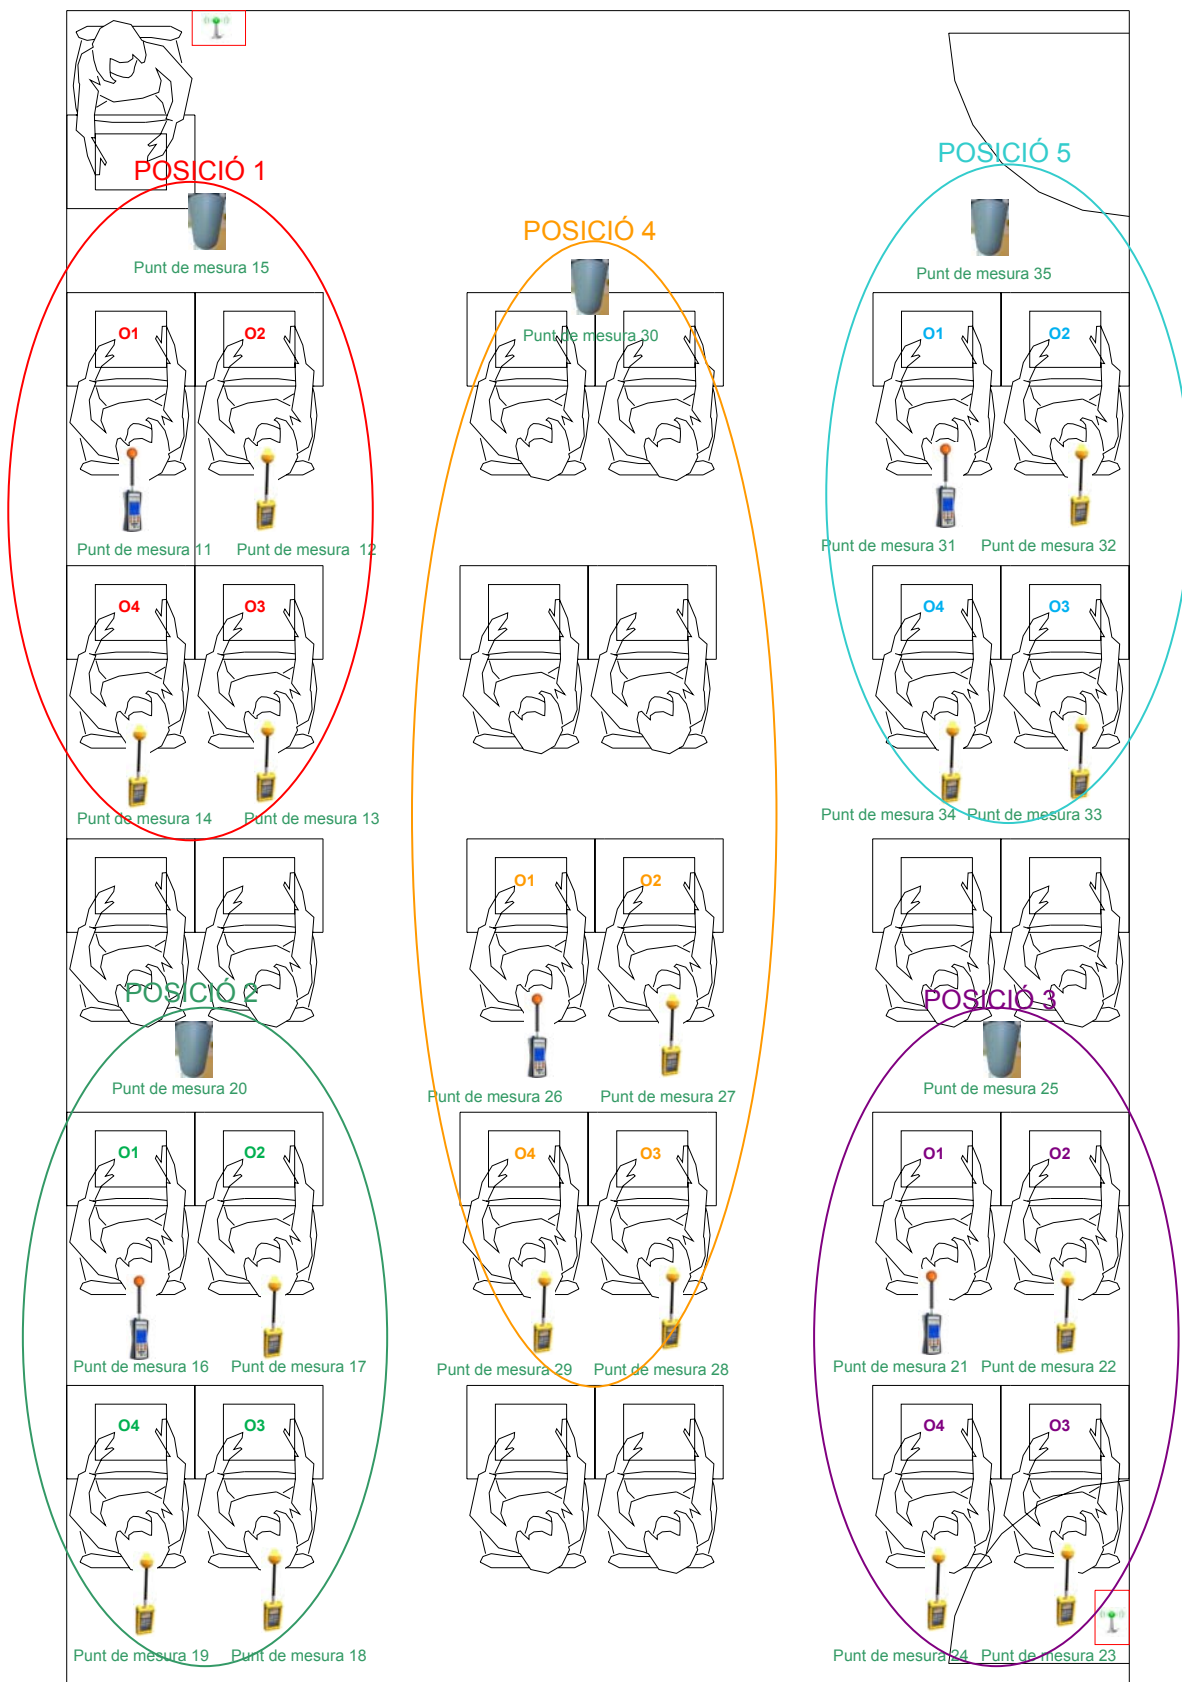 POSICIÓ 1
POSICIÓ 5
POSICIÓ 4
Punt de mesura 15
Punt de mesura 35
Punt de mesura 30
O1
O2
O1
O2
Punt de mesura 11
Punt de mesura 12
Punt de mesura 31
Punt de mesura 32
O4
O3
O4
O3
Punt de mesura 14
Punt de mesura 13
Punt de mesura 34
Punt de mesura 33
O1
O2
POSICIÓ 2
POSICIÓ 3
Punt de mesura 20
Punt de mesura 26
Punt de mesura 27
Punt de mesura 25
O1
O2
O4
O3
O1
O2
Punt de mesura 16
Punt de mesura 17
Punt de mesura 29
Punt de mesura 28
Punt de mesura 21
Punt de mesura 22
O4
O3
O4
O3
Punt de mesura 19
Punt de mesura 18
Punt de mesura 24
Punt de mesura 23